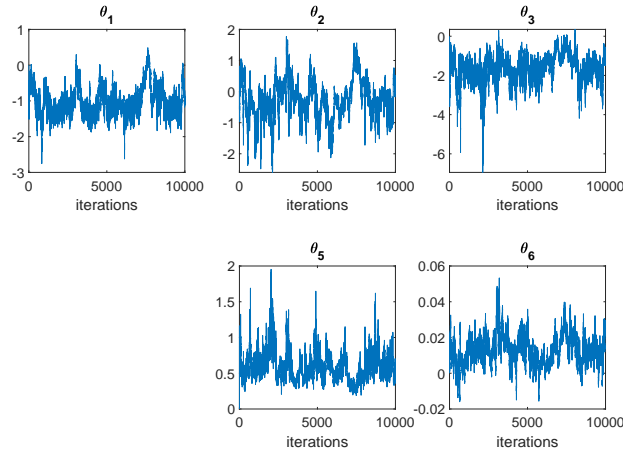 θ1 θ2 θ3
1 0 -1 -2 -3
0 5000 10000
iterations
2 1 0 -1 -2
0 5000 10000
iterations
0 -2 -4 -6
0 5000 10000
iterations
θ5 θ6
2 1.5 1 0.5 0
0 5000 10000
iterations
0.06 0.04 0.02 0 -0.02
0 5000 10000
iterations